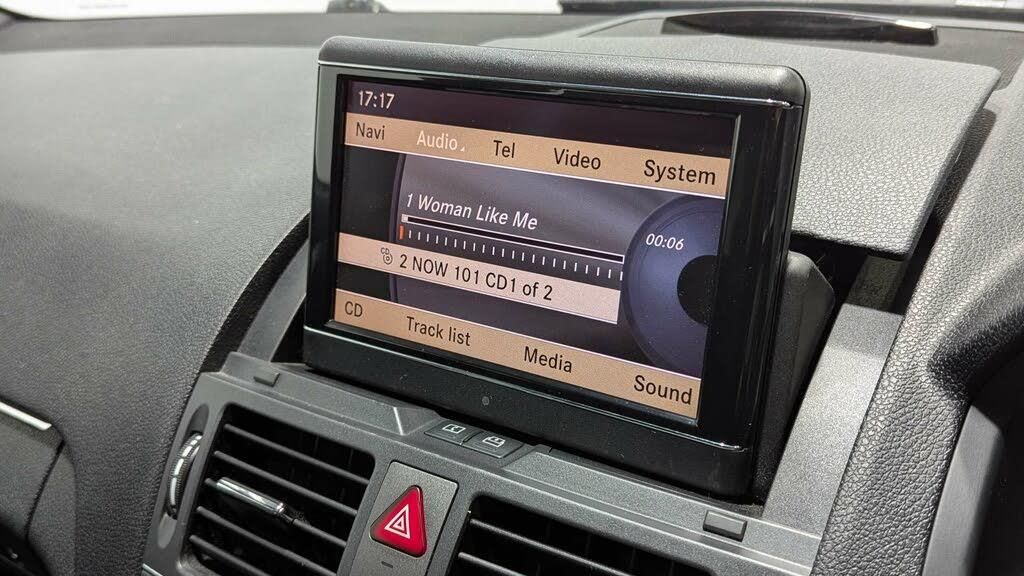 17:17
Navi Audio Tel Video System
1 Woman Like Me
00:06
CD 2 NOW 101 CD1 of 2
CD Track list Media Sound